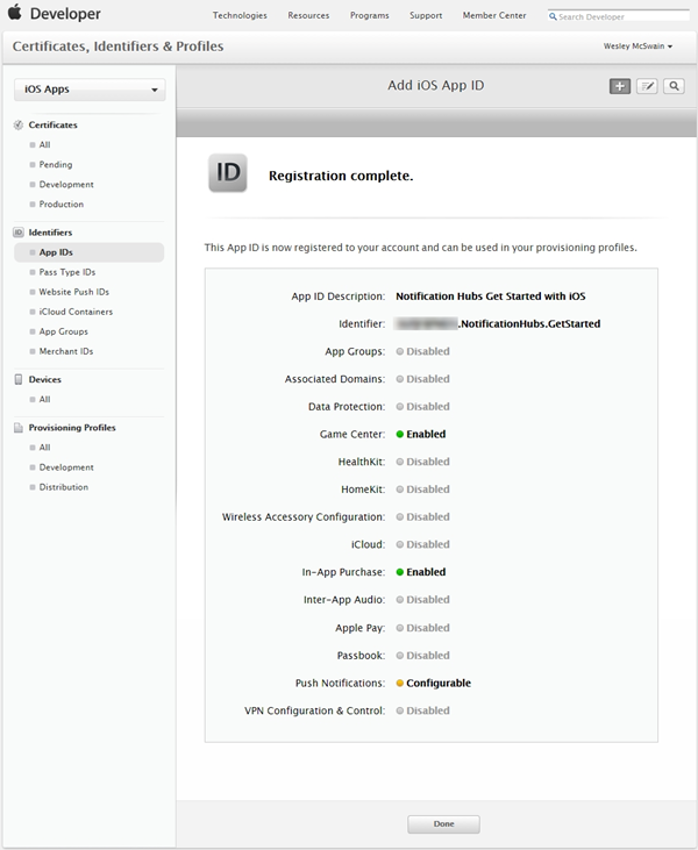 Developer
Technologies Resources Programs Support Member Center Search Developer
Certificates, Identifiers & Profiles
Wesley McSwain
iOS Apps
Add iOS App ID
Certificates
All
Pending
Development
Production
Identifiers
App IDs
Pass Type IDs
Website Push IDs
iCloud Containers
App Groups
Merchant IDs
Devices
All
Provisioning Profiles
All
Development
Distribution
ID
Registration complete.
This App ID is now registered to your account and can be used in your provisioning profiles.
App ID Description: Notification Hubs Get Started with iOS
Identifier: .NotificationHubs.GetStarted
App Groups: Disabled
Associated Domains: Disabled
Data Protection: Disabled
Game Center: Enabled
HealthKit: Disabled
HomeKit: Disabled
Wireless Accessory Configuration: Disabled
iCloud: Disabled
In-App Purchase: Enabled
Inter-App Audio: Disabled
Apple Pay: Disabled
Passbook: Disabled
Push Notifications: Configurable
VPN Configuration & Control: Disabled
Done